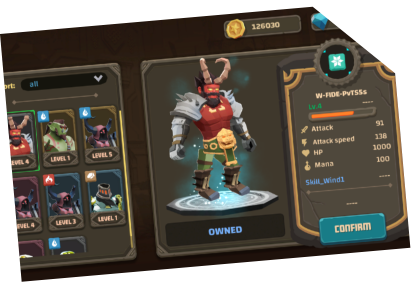 126030
ort: all
LEVEL 4
LEVEL 1
LEVEL 5
LEVEL 4
LEVEL 3
LEVEL 1
OWNED
W-FIDE-PvTSSs
Lv.4
Attack 91
Attack speed 138
HP 1000
Mana 100
Skill_Wind1
CONFIRM